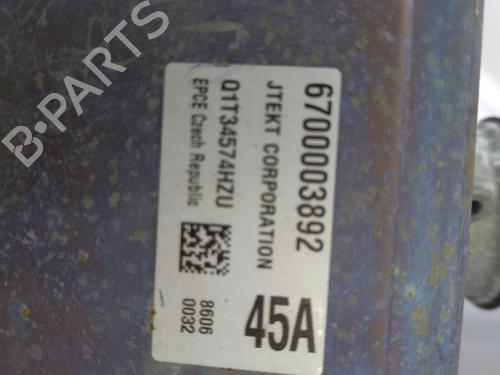 B-PARTS
6700003892
JTEKT CORPORATION
Q1T34574HZU
EPCE Czech Republic
8606
0032
45A